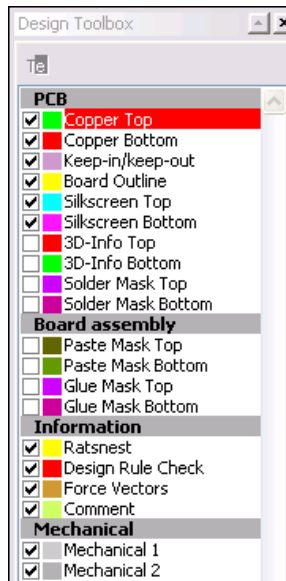 Design Toolbox
Te
PCB
Copper Top
Copper Bottom
Keep-in/keep-out
Board Outline
Silkscreen Top
Silkscreen Bottom
3D-Info Top
3D-Info Bottom
Solder Mask Top
Solder Mask Bottom
Board assembly
Paste Mask Top
Paste Mask Bottom
Glue Mask Top
Glue Mask Bottom
Information
Ratsnest
Design Rule Check
Force Vectors
Comment
Mechanical
Mechanical 1
Mechanical 2